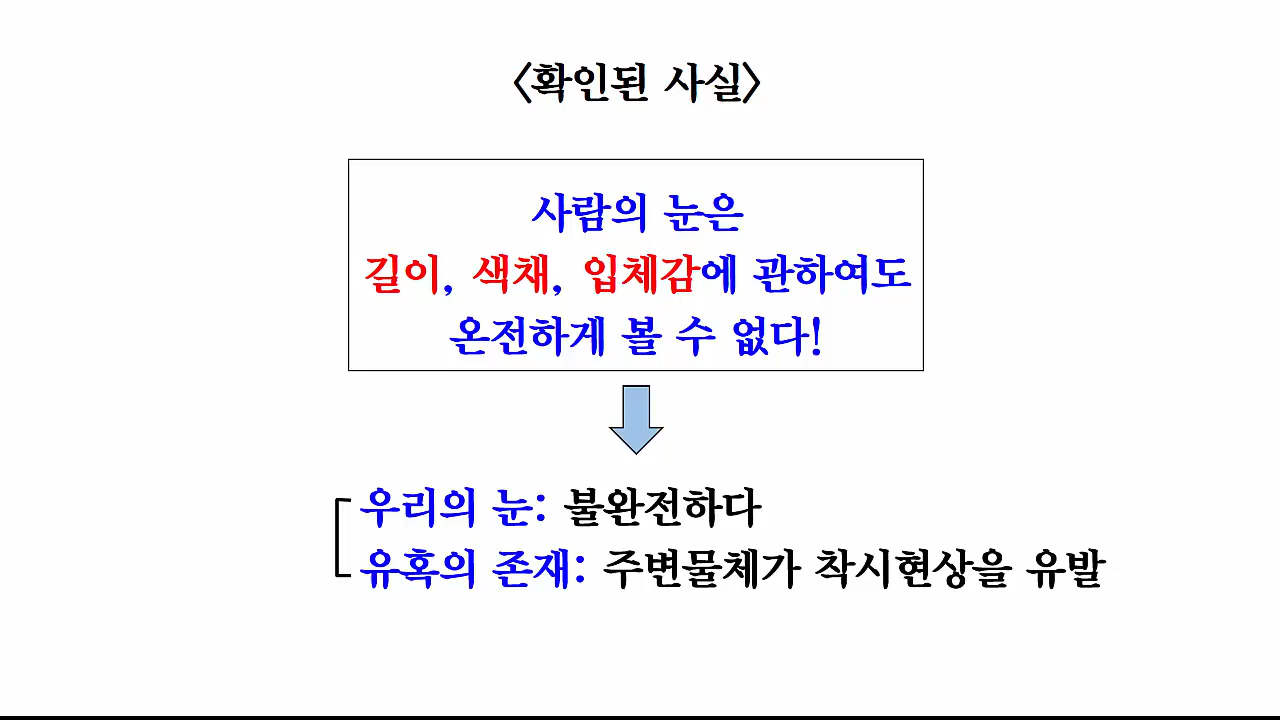 〈확인된 사실〉
사람의 눈은
길이, 색채, 입체감에 관하여도
온전하게 볼 수 없다!
우리의 눈: 불완전하다
유혹의 존재: 주변물체가 착시현상을 유발